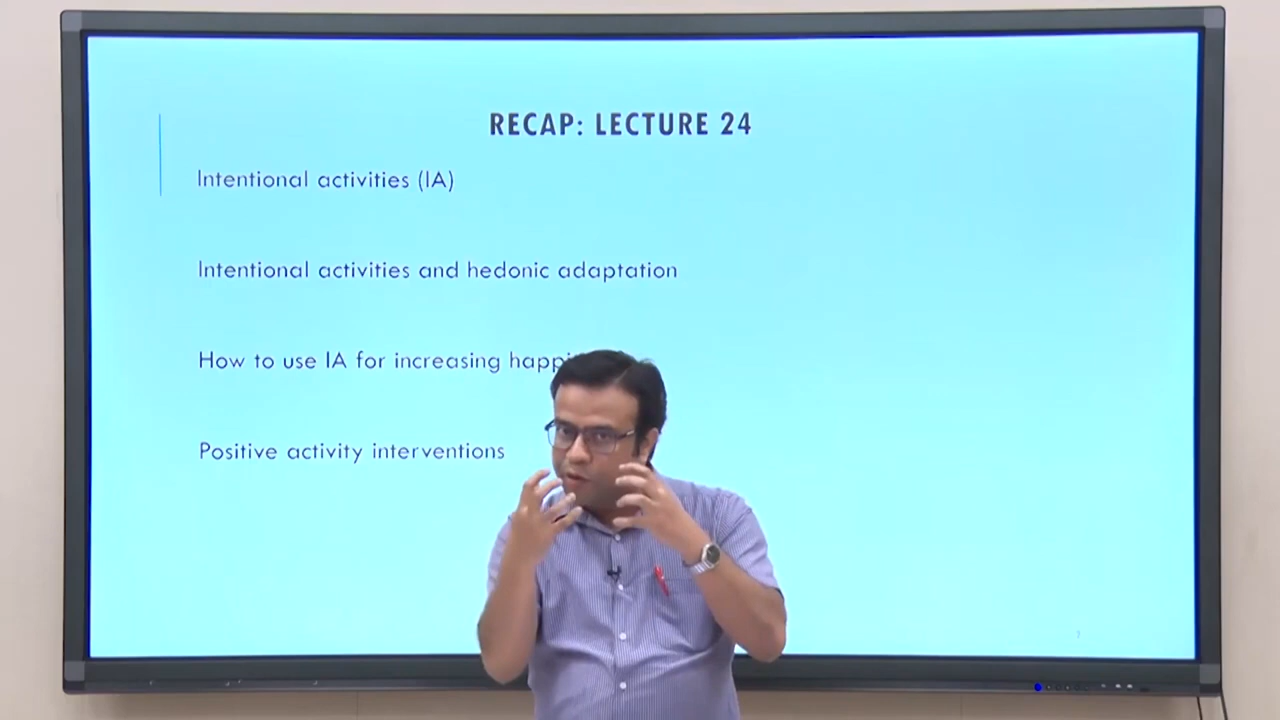 RECAP: LECTURE 24
Intentional activities (IA)
Intentional activities and hedonic adaptation
How to use IA for increasing
Positive activity interventions